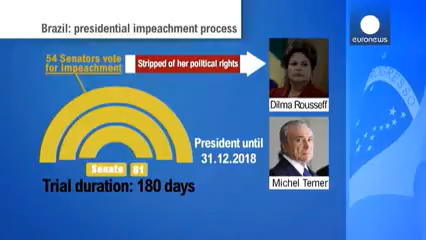 Brazil: presidential impeachment process
euronews
54 Senators vote
for impeachment
Stripped of her political rights
Dilma Rousseff
Senate 81
President until
31.12.2018
Trial duration: 180 days
Michel Temer